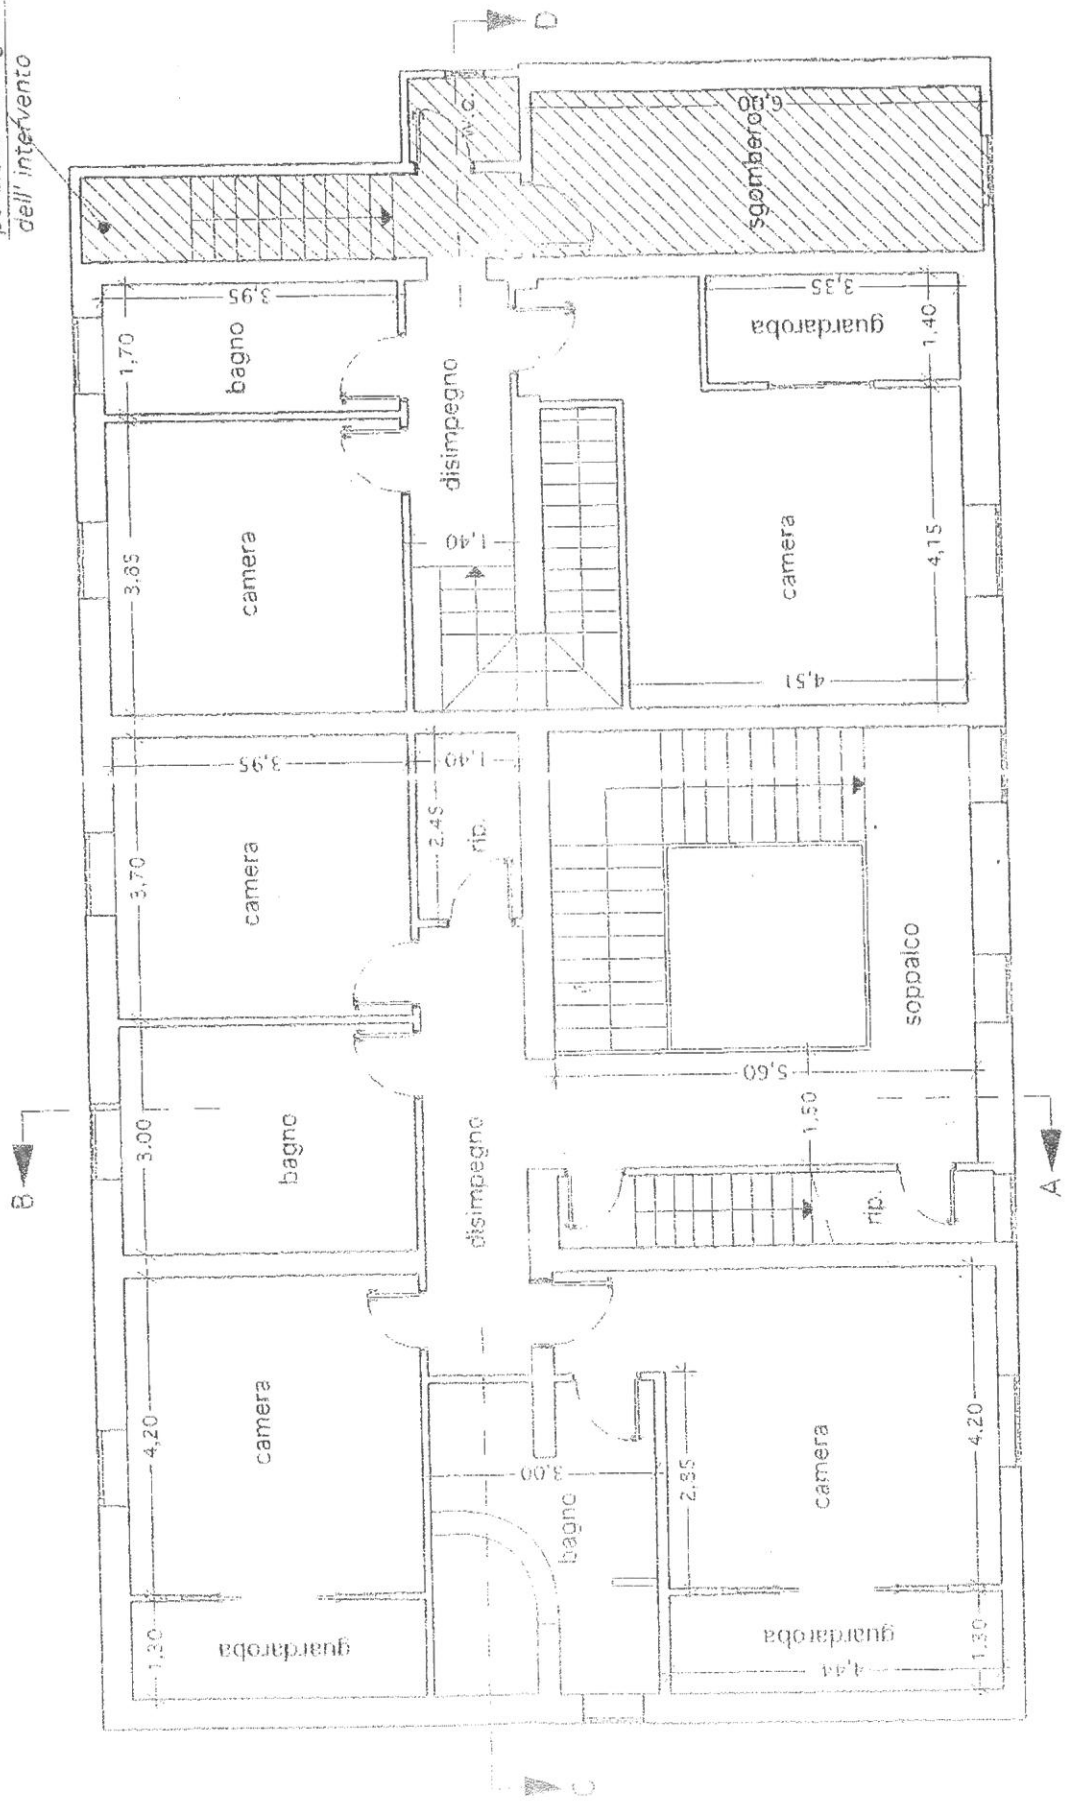 dell' intervento
D
w.c.
6,00
sgombero
3,95
1,70
bagno
disimpegno
3,35
guardaroba
1,40
3,85
camera
1,40
camera
4,15
4,51
3,95
1,40
2,45
rip.
3,70
camera
soppalco
5,60
1,50
B
3,00
bagno
disimpegno
rip.
A
4,20
camera
3,00
bagno
2,85
camera
4,20
1,30
guardaroba
guardaroba
4,44
1,30
C